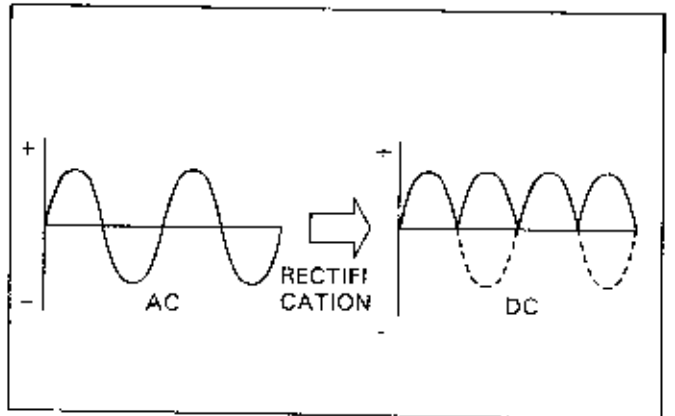 +
+
RECTIFI
CATION
-
AC
DC
-